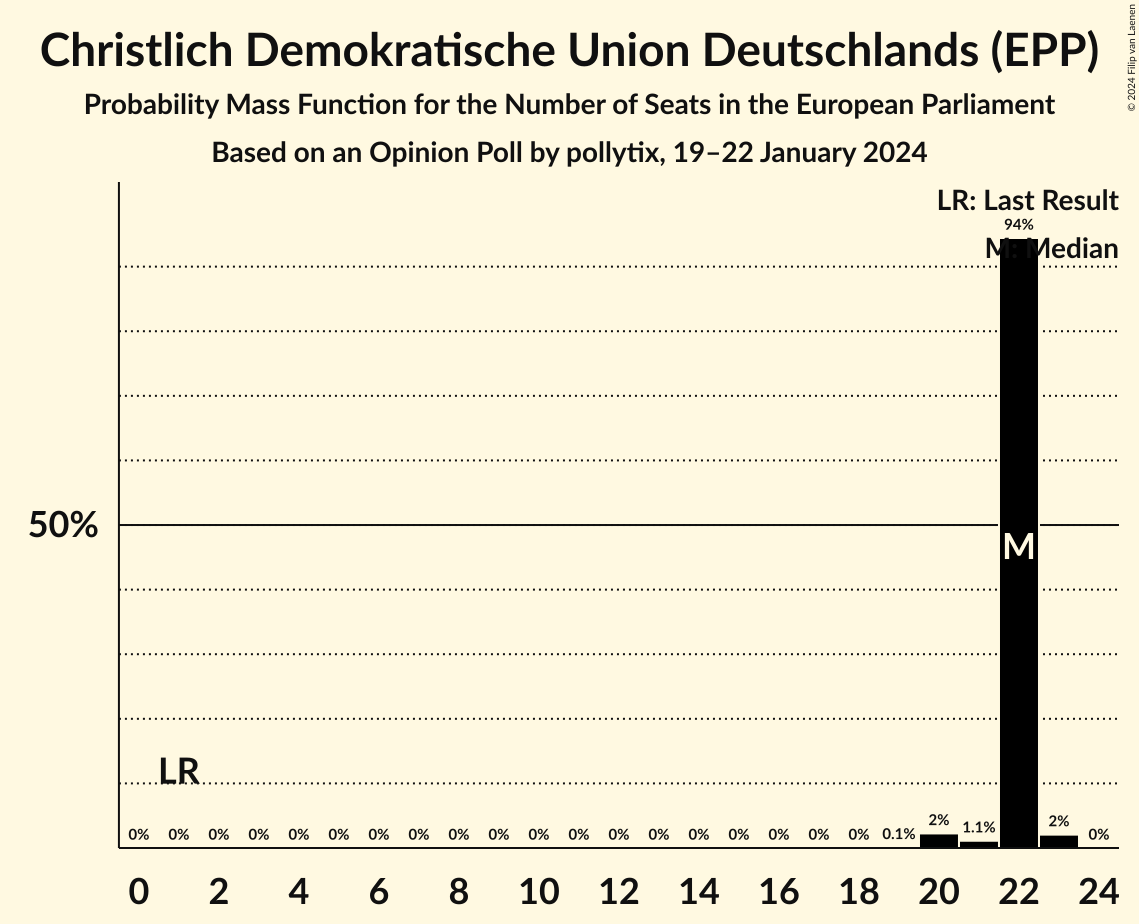 Christlich Demokratische Union Deutschlands (EPP)
Probability Mass Function for the Number of Seats in the European Parliament
Based on an Opinion Poll by pollytix, 19–22 January 2024
© 2024 Filip van Laenen
LR: Last Result
94%
M: Median
50%
M
LR
0% 0% 0% 0% 0% 0% 0% 0% 0% 0% 0% 0% 0% 0% 0% 0% 0% 0% 0% 0.1% 2% 1.1% 2% 0%
0 2 4 6 8 10 12 14 16 18 20 22 24